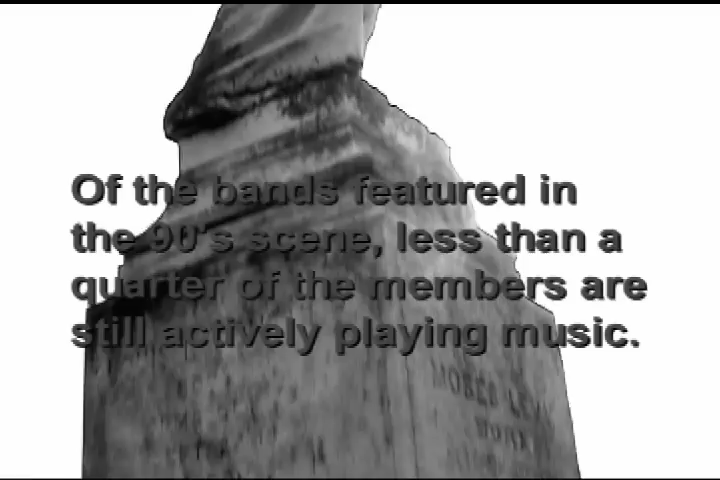 Of the bands featured in
the 90's scene, less than a
quarter of the members are
still actively playing music.
MOSES